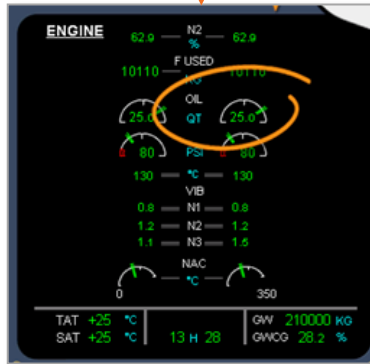 ENGINE
62.9 N2 62.9
%
F USED
10110 KG 10110
OIL
25.0 QT 25.0
80 PSI 80
130 °C 130
VIB
0.8 N1 0.8
1.2 N2 1.2
1.1 N3 1.5
NAC
°C
0 350
TAT +25 °C GW 210000 KG
SAT +25 °C 13 H 28 GWCG 28.2 %